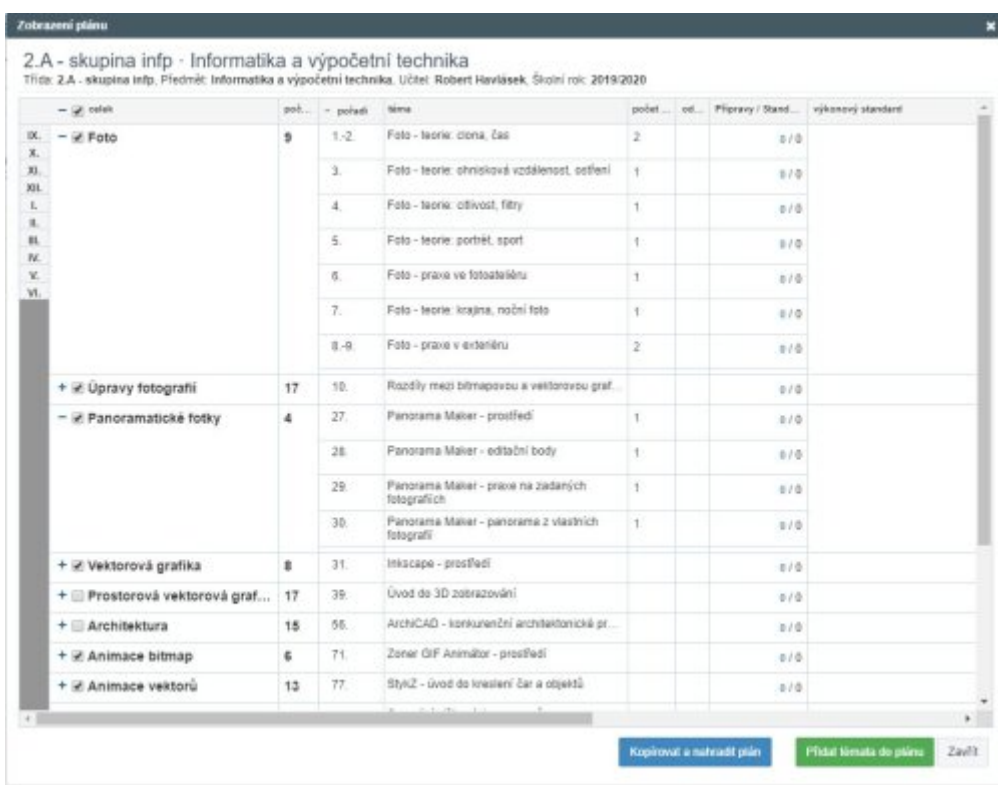 Zobrazení plánu
2.A - skupina infp · Informatika a výpočetní technika
Třída: 2.A - skupina infp, Předmět: Informatika a výpočetní technika, Učitel: Robert Havlásek, Školní rok: 2019/2020
celek poč... pořadí téma počet ... od... Přípravy / Stand... výkonový standard
IX.
X.
XI.
XII.
I.
II.
III.
IV.
V.
VI.
Foto 9 1.-2. Foto - teorie: clona, čas 2 0 / 0
3. Foto - teorie: ohnisková vzdálenost, ostření 1 0 / 0
4. Foto - teorie: citlivost, filtry 1 0 / 0
5. Foto - teorie: portrét, sport 1 0 / 0
6. Foto - praxe ve fotoateliéru 1 0 / 0
7. Foto - teorie: krajina, noční foto 1 0 / 0
8.-9. Foto - praxe v exteriéru 2 0 / 0
+ Úpravy fotografií 17 10. Rozdíly mezi bitmapovou a vektorovou graf... 0 / 0
Panoramatické fotky 4 27. Panorama Maker - prostředí 1 0 / 0
28. Panorama Maker - editační body 1 0 / 0
29. Panorama Maker - praxe na zadaných
fotografiích 1 0 / 0
30. Panorama Maker - panorama z vlastních
fotografií 1 0 / 0
+ Vektorová grafika 8 31. Inkscape - prostředí 0 / 0
+ Prostorová vektorová graf... 17 39. Úvod do 3D zobrazování 0 / 0
+ Architektura 15 56. ArchiCAD - konkurenční architektonické pr... 0 / 0
+ Animace bitmap 6 71. Zoner GIF Animátor - prostředí 0 / 0
+ Animace vektorů 13 77. StykZ - úvod do kreslení čar a objektů 0 / 0
Kopírovat a nahradit plán Přidat témata do plánu Zavřít